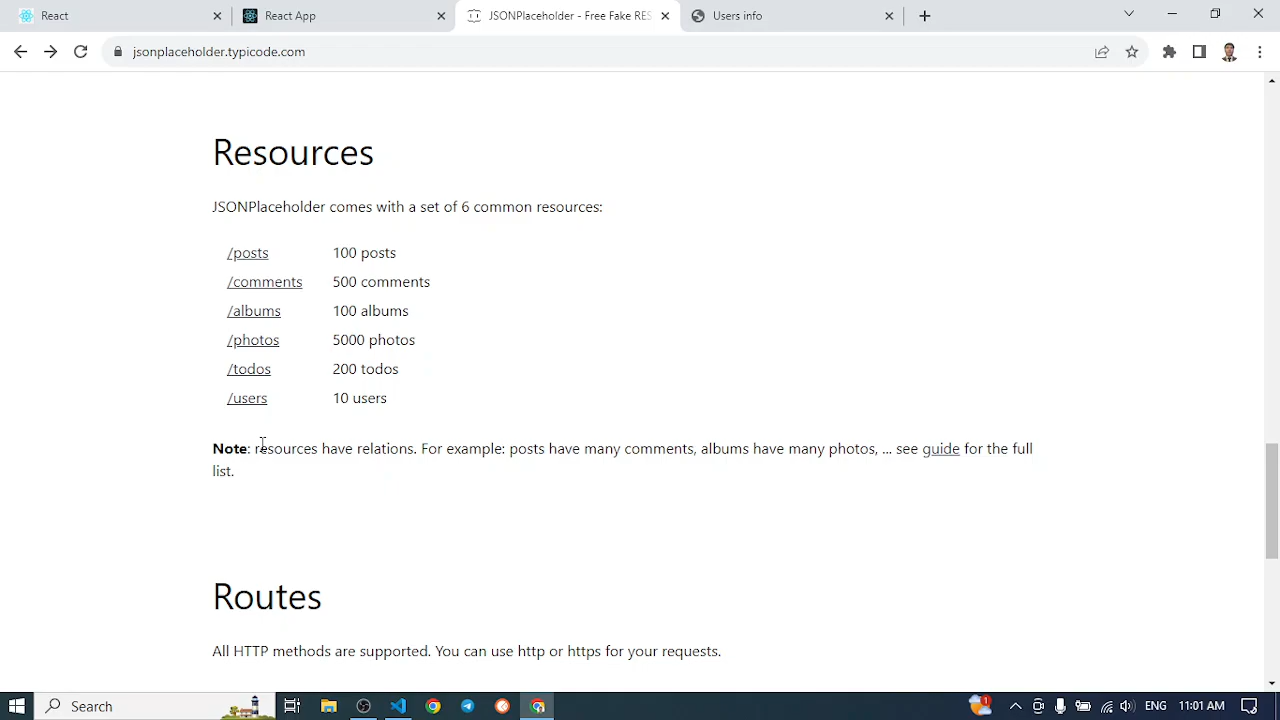 React
React App
JSONPlaceholder - Free Fake RES
Users info
jsonplaceholder.typicode.com
Resources
JSONPlaceholder comes with a set of 6 common resources:
/posts 100 posts
/comments 500 comments
/albums 100 albums
/photos 5000 photos
/todos 200 todos
/users 10 users
Note: resources have relations. For example: posts have many comments, albums have many photos, ... see guide for the full
list.
Routes
All HTTP methods are supported. You can use http or https for your requests.
Search
1
ENG
11:01 AM